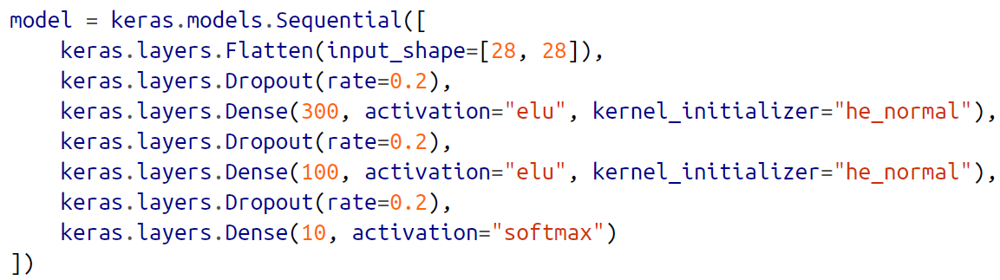 model = keras.models.Sequential([
    keras.layers.Flatten(input_shape=[28, 28]),
    keras.layers.Dropout(rate=0.2),
    keras.layers.Dense(300, activation="elu", kernel_initializer="he_normal"),
    keras.layers.Dropout(rate=0.2),
    keras.layers.Dense(100, activation="elu", kernel_initializer="he_normal"),
    keras.layers.Dropout(rate=0.2),
    keras.layers.Dense(10, activation="softmax")
])